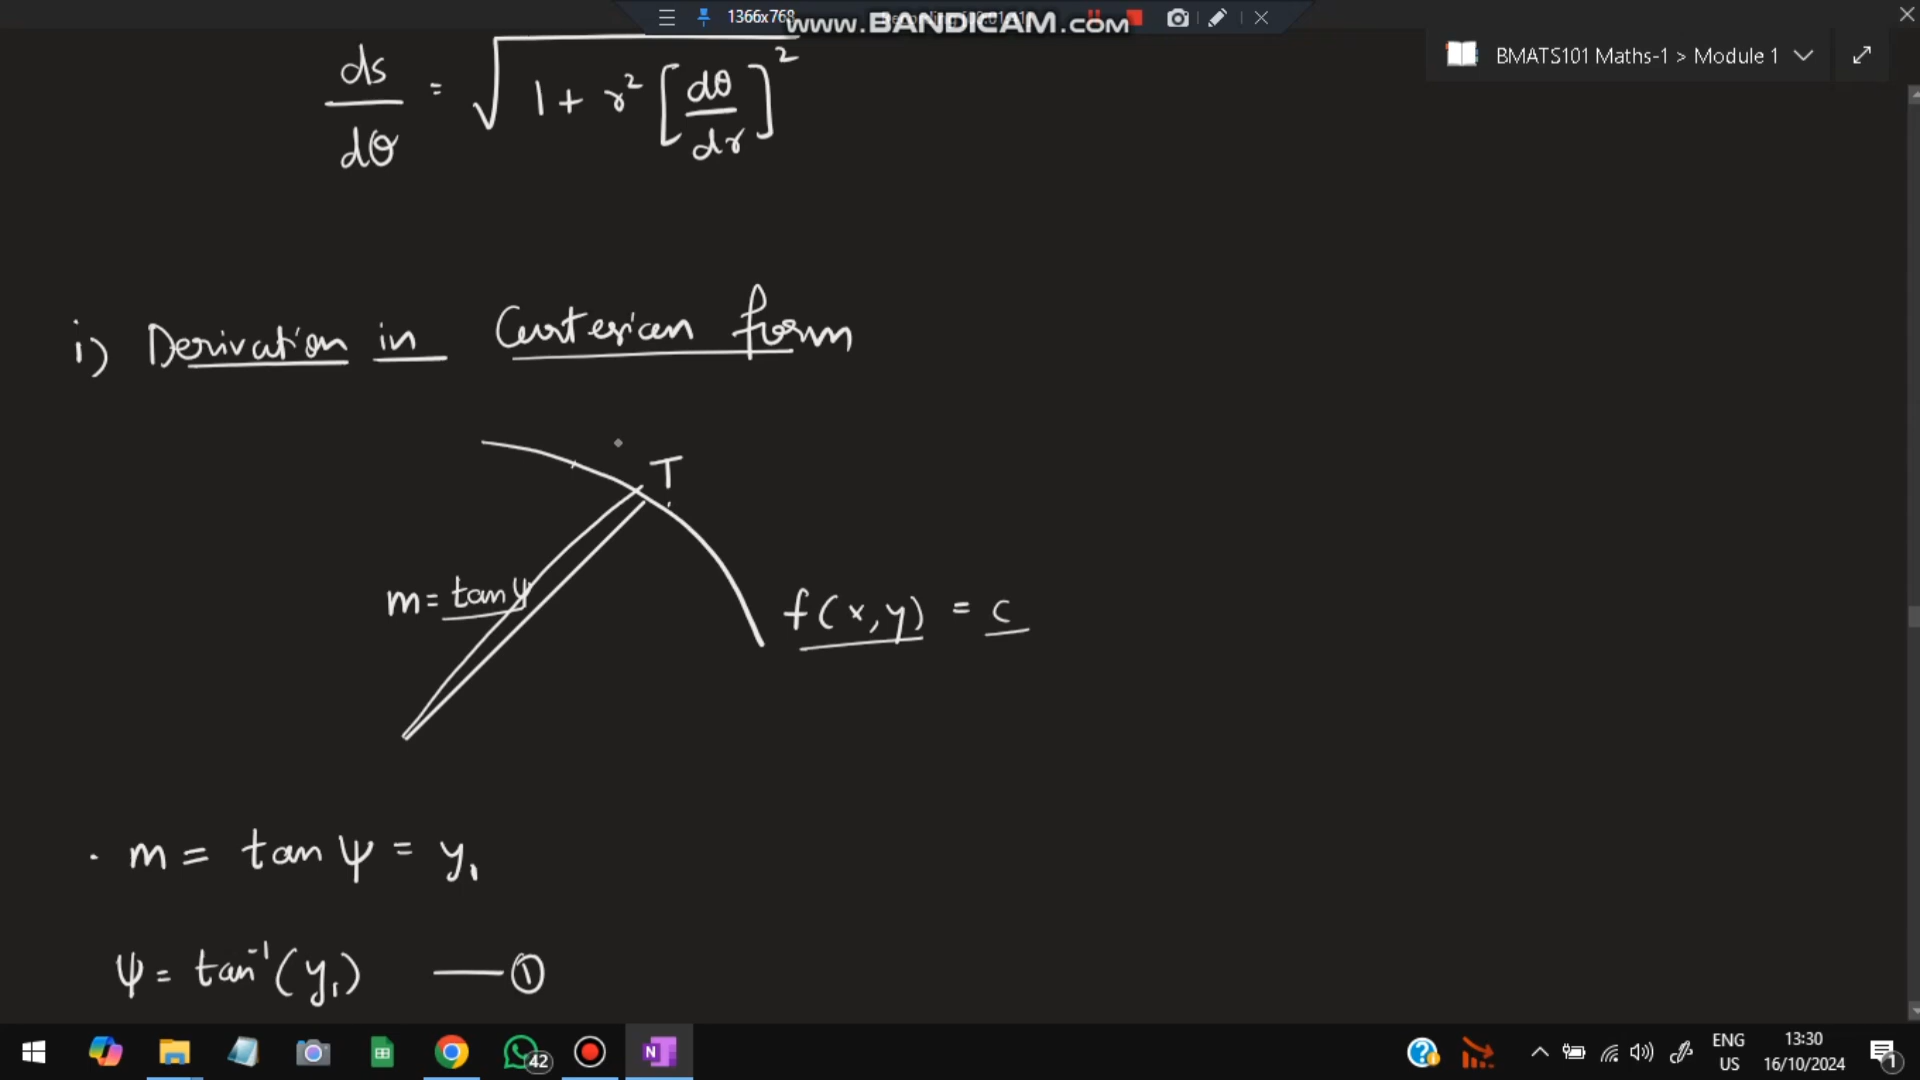 1366x768
www.BANDICAM.com
BMATS101 Maths-1 > Module 1
ds/dθ = √(1 + r² [dθ/dr]²)
i) Derivation in Cartesian form
T
m = tan ψ
f(x,y) = c
. m = tan ψ = y₁
ψ = tan⁻¹(y₁) —— ①
42
N
ENG
US
13:30
16/10/2024
1